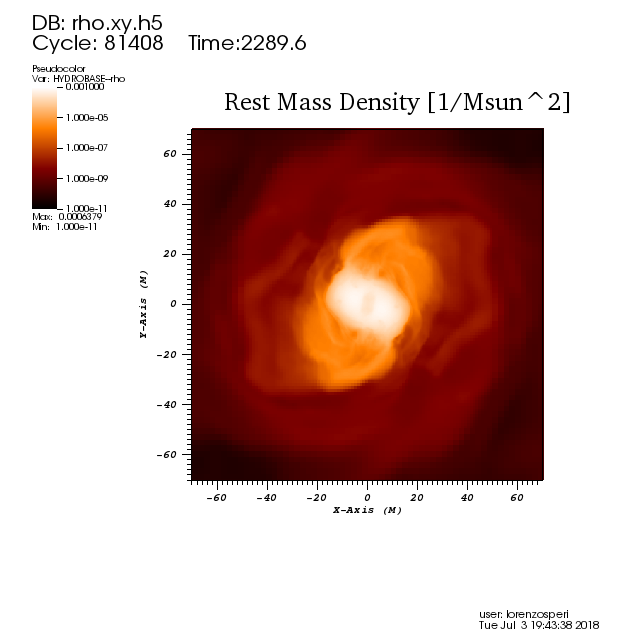 DB: rho.xy.h5
Cycle: 81408 Time:2289.6
Pseudocolor
Var: HYDROBASE--rho
0.001000
1.000e-05
1.000e-07
1.000e-09
1.000e-11
Max: 0.0006379
Min: 1.000e-11
Rest Mass Density [1/Msun^2]
60
40
20
0
-20
-40
-60
Y-Axis (M)
-60 -40 -20 0 20 40 60
X-Axis (M)
user: lorenzosperi
Tue Jul 3 19:43:38 2018